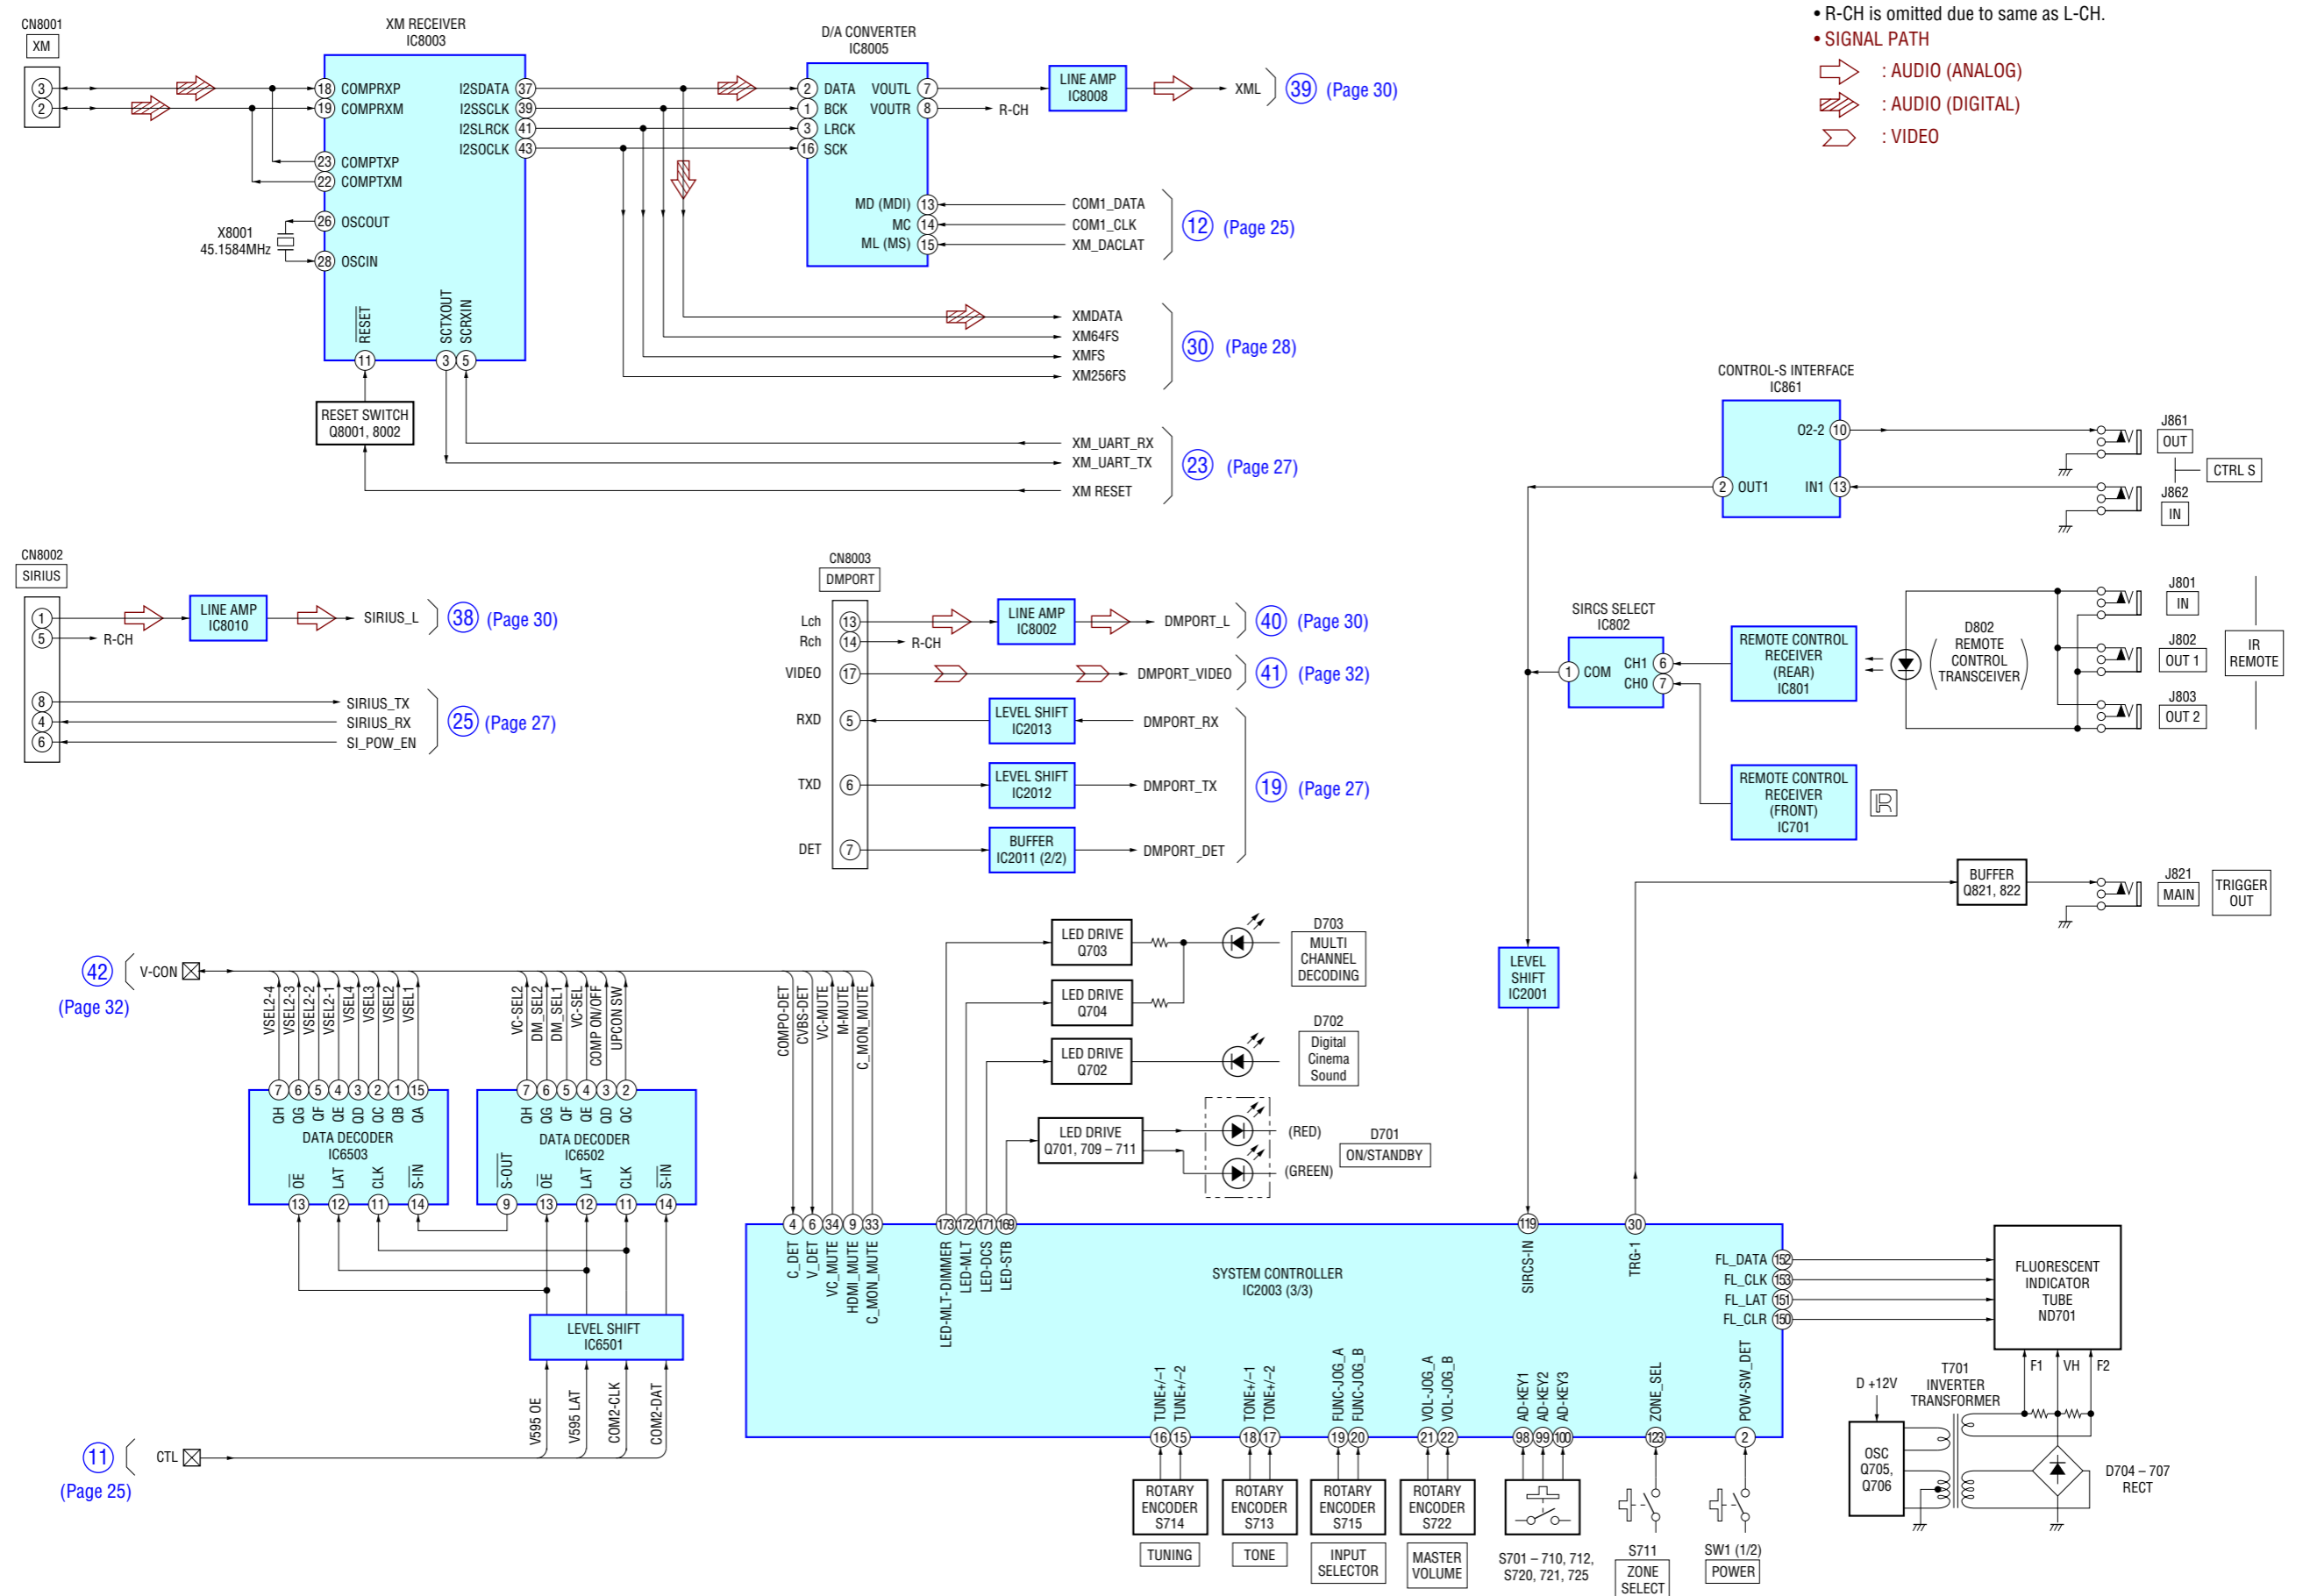 • R-CH is omitted due to same as L-CH.
• SIGNAL PATH
: AUDIO (ANALOG)
: AUDIO (DIGITAL)
: VIDEO
CN8001
XM
3
2
XM RECEIVER
IC8003
18 COMPRXP
19 COMPRXM
23 COMPTXP
22 COMPTXM
26 OSCOUT
28 OSCIN
X8001
45.1584MHz
I2SDATA 37
I2SSCLK 39
I2SLRCK 41
I2SOCLK 43
RESET
SCTXOUT
SCRXIN
11
3
5
RESET SWITCH
Q8001, 8002
D/A CONVERTER
IC8005
2 DATA
1 BCK
3 LRCK
16 SCK
VOUTL 7
VOUTR 8
R-CH
MD (MDI) 13
MC 14
ML (MS) 15
LINE AMP
IC8008
XML
39 (Page 30)
COM1_DATA
COM1_CLK
XM_DACLAT
12 (Page 25)
XMDATA
XM64FS
XMFS
XM256FS
30 (Page 28)
XM_UART_RX
XM_UART_TX
XM RESET
23 (Page 27)
CONTROL-S INTERFACE
IC861
O2-2 10
2 OUT1
IN1 13
J861
OUT
CTRL S
J862
IN
CN8002
SIRIUS
1
5
8
4
6
LINE AMP
IC8010
R-CH
SIRIUS_L
38 (Page 30)
SIRIUS_TX
SIRIUS_RX
SI_POW_EN
25 (Page 27)
CN8003
DMPORT
Lch 13
Rch 14
VIDEO 17
RXD 5
TXD 6
DET 7
LINE AMP
IC8002
R-CH
DMPORT_L
40 (Page 30)
DMPORT_VIDEO
41 (Page 32)
LEVEL SHIFT
IC2013
DMPORT_RX
LEVEL SHIFT
IC2012
DMPORT_TX
BUFFER
IC2011 (2/2)
DMPORT_DET
19 (Page 27)
SIRCS SELECT
IC802
1 COM
CH1 6
CH0 7
REMOTE CONTROL
RECEIVER
(REAR)
IC801
D802
REMOTE
CONTROL
TRANSCEIVER
J801
IN
J802
OUT 1
J803
OUT 2
IR
REMOTE
REMOTE CONTROL
RECEIVER
(FRONT)
IC701
R
BUFFER
Q821, 822
J821
MAIN
TRIGGER
OUT
LEVEL
SHIFT
IC2001
42
(Page 32)
V-CON
VSEL2-4
VSEL2-3
VSEL2-2
VSEL2-1
VSEL4
VSEL3
VSEL2
VSEL1
VC-SEL2
DM_SEL2
DM_SEL1
VC-SEL
COMP ON/OFF
UPCON SW
COMPO-DET
CVBS-DET
VC-MUTE
M-MUTE
C_MON_MUTE
7 6 5 4 3 2 1 15
QH QG QF QE QD QC QB QA
DATA DECODER
IC6503
OE LAT CLK S-IN
13 12 11 14
7 6 5 4 3 2
QH QG QF QE QD QC
DATA DECODER
IC6502
S-OUT OE LAT CLK S-IN
9 13 12 11 14
LEVEL SHIFT
IC6501
V595 OE
V595 LAT
COM2-CLK
COM2-DAT
11
(Page 25)
CTL
LED DRIVE
Q703
LED DRIVE
Q704
D703
MULTI
CHANNEL
DECODING
LED DRIVE
Q702
D702
Digital
Cinema
Sound
LED DRIVE
Q701, 709 – 711
(RED)
(GREEN)
D701
ON/STANDBY
4 6 34 9 33 173 172 171 169 119 30
C_DET
V_DET
VC_MUTE
HDMI_MUTE
C_MON_MUTE
LED-MLT-DIMMER
LED-MLT
LED-DCS
LED-STB
SIRCS-IN
TRG-1
SYSTEM CONTROLLER
IC2003 (3/3)
FL_DATA 152
FL_CLK 153
FL_LAT 151
FL_CLR 150
TUNE+/–1
TUNE+/–2
TONE+/–1
TONE+/–2
FUNC-JOG_A
FUNC-JOG_B
VOL-JOG_A
VOL-JOG_B
AD-KEY1
AD-KEY2
AD-KEY3
ZONE_SEL
POW-SW_DET
16 15 18 17 19 20 21 22 98 99 100 123 2
ROTARY
ENCODER
S714
TUNING
ROTARY
ENCODER
S713
TONE
ROTARY
ENCODER
S715
INPUT
SELECTOR
ROTARY
ENCODER
S722
MASTER
VOLUME
S701 – 710, 712,
S720, 721, 725
S711
ZONE
SELECT
SW1 (1/2)
POWER
FLUORESCENT
INDICATOR
TUBE
ND701
F1 VH F2
T701
INVERTER
TRANSFORMER
D +12V
OSC
Q705,
Q706
D704 – 707
RECT